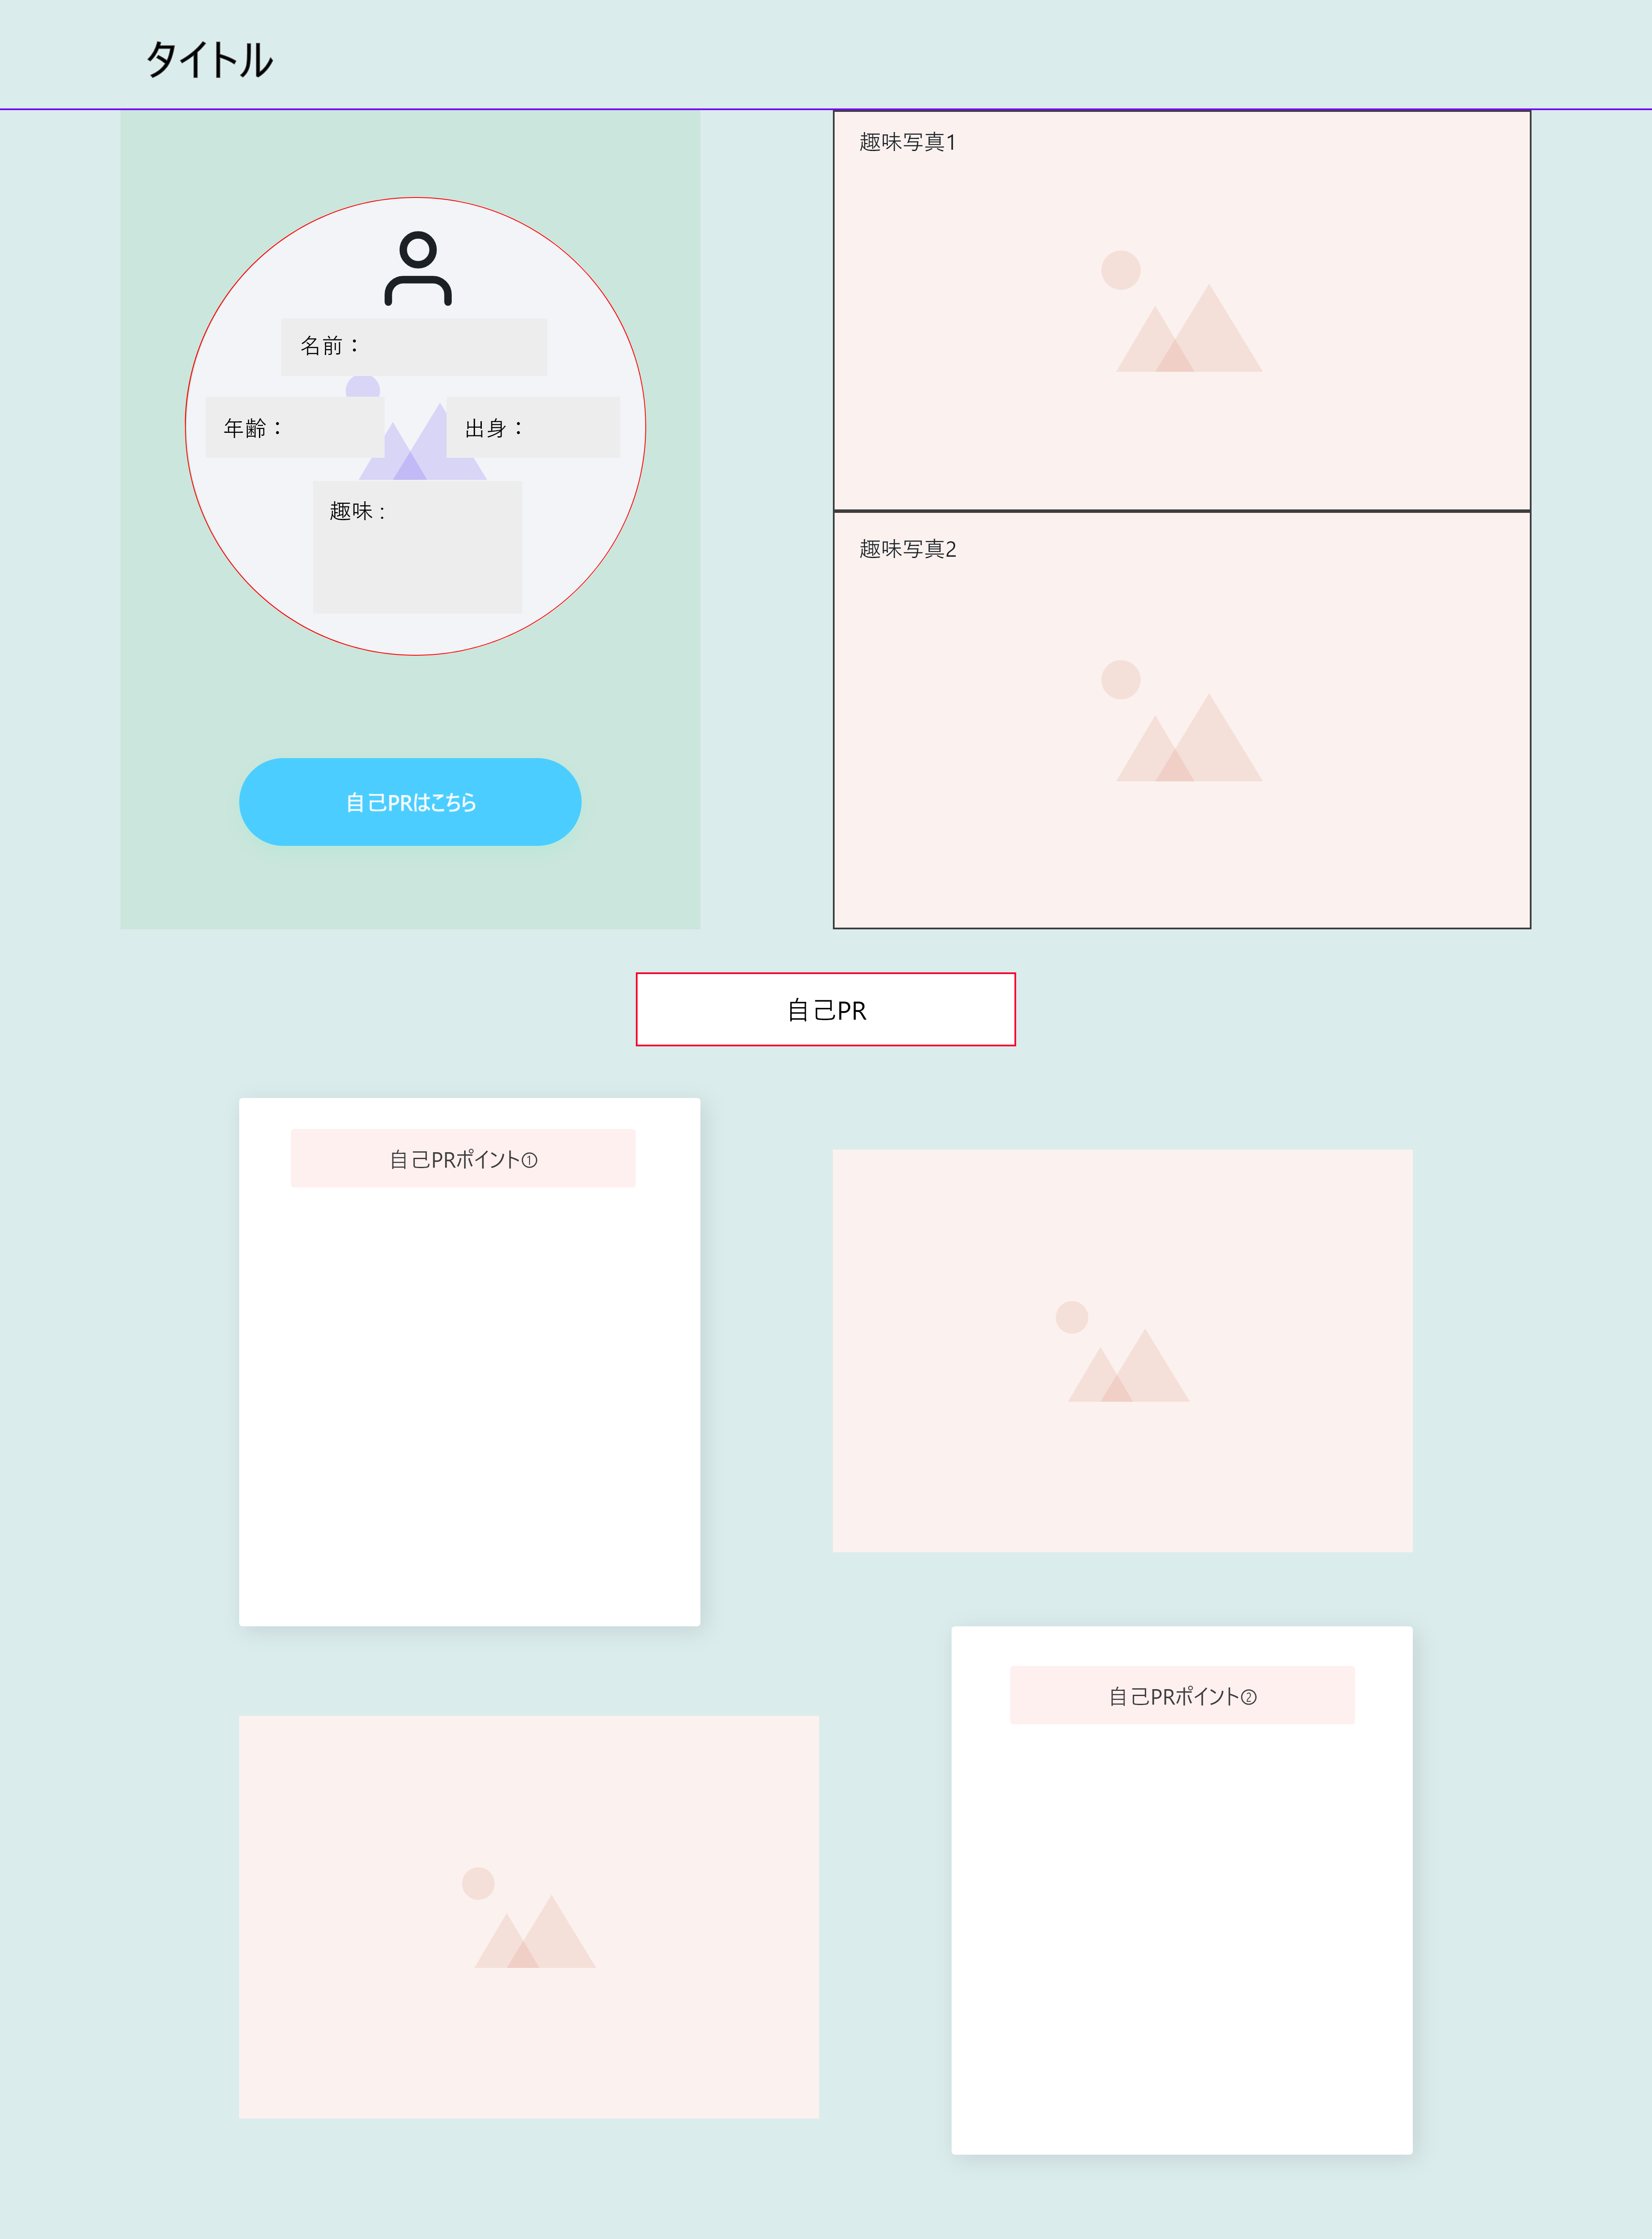 タイトル
名前：
年齢：
出身：
趣味 :
自己PRはこちら
趣味写真1
趣味写真2
自己PR
自己PRポイント①
自己PRポイント②